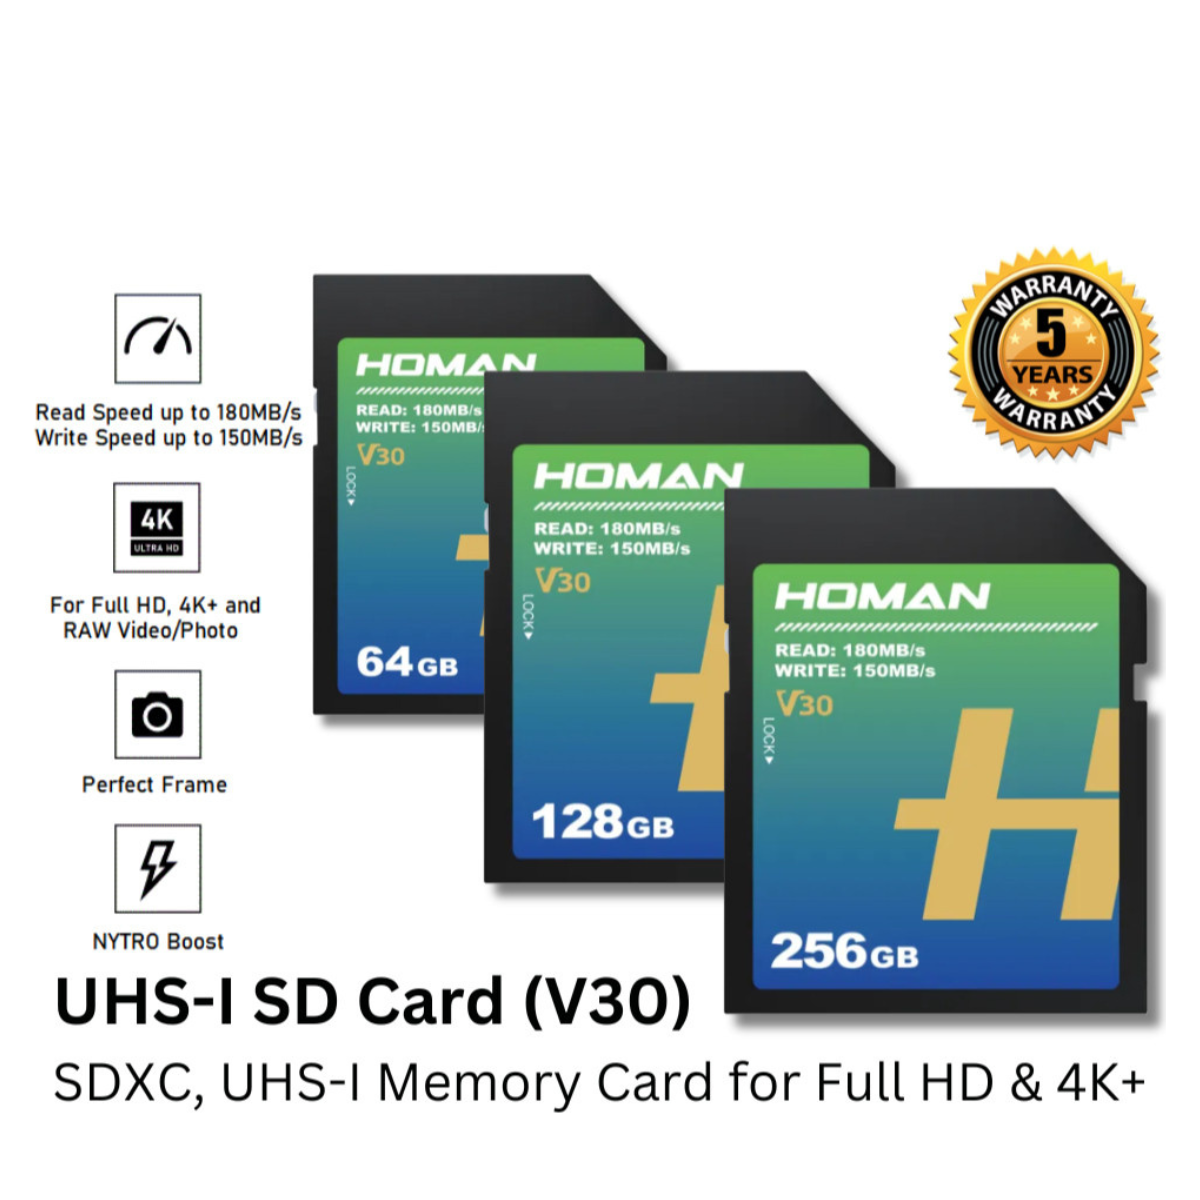 Read Speed up to 180MB/s
Write Speed up to 150MB/s
4K
ULTRA HD
For Full HD, 4K+ and
RAW Video/Photo
Perfect Frame
NYTRO Boost
HOMAN
READ: 180MB/s
WRITE: 150MB/s
V30
LOCK
64GB
HOMAN
READ: 180MB/s
WRITE: 150MB/s
V30
LOCK
128GB
HOMAN
READ: 180MB/s
WRITE: 150MB/s
V30
LOCK
H
256GB
WARRANTY
5
YEARS
WARRANTY
UHS-I SD Card (V30)
SDXC, UHS-I Memory Card for Full HD & 4K+